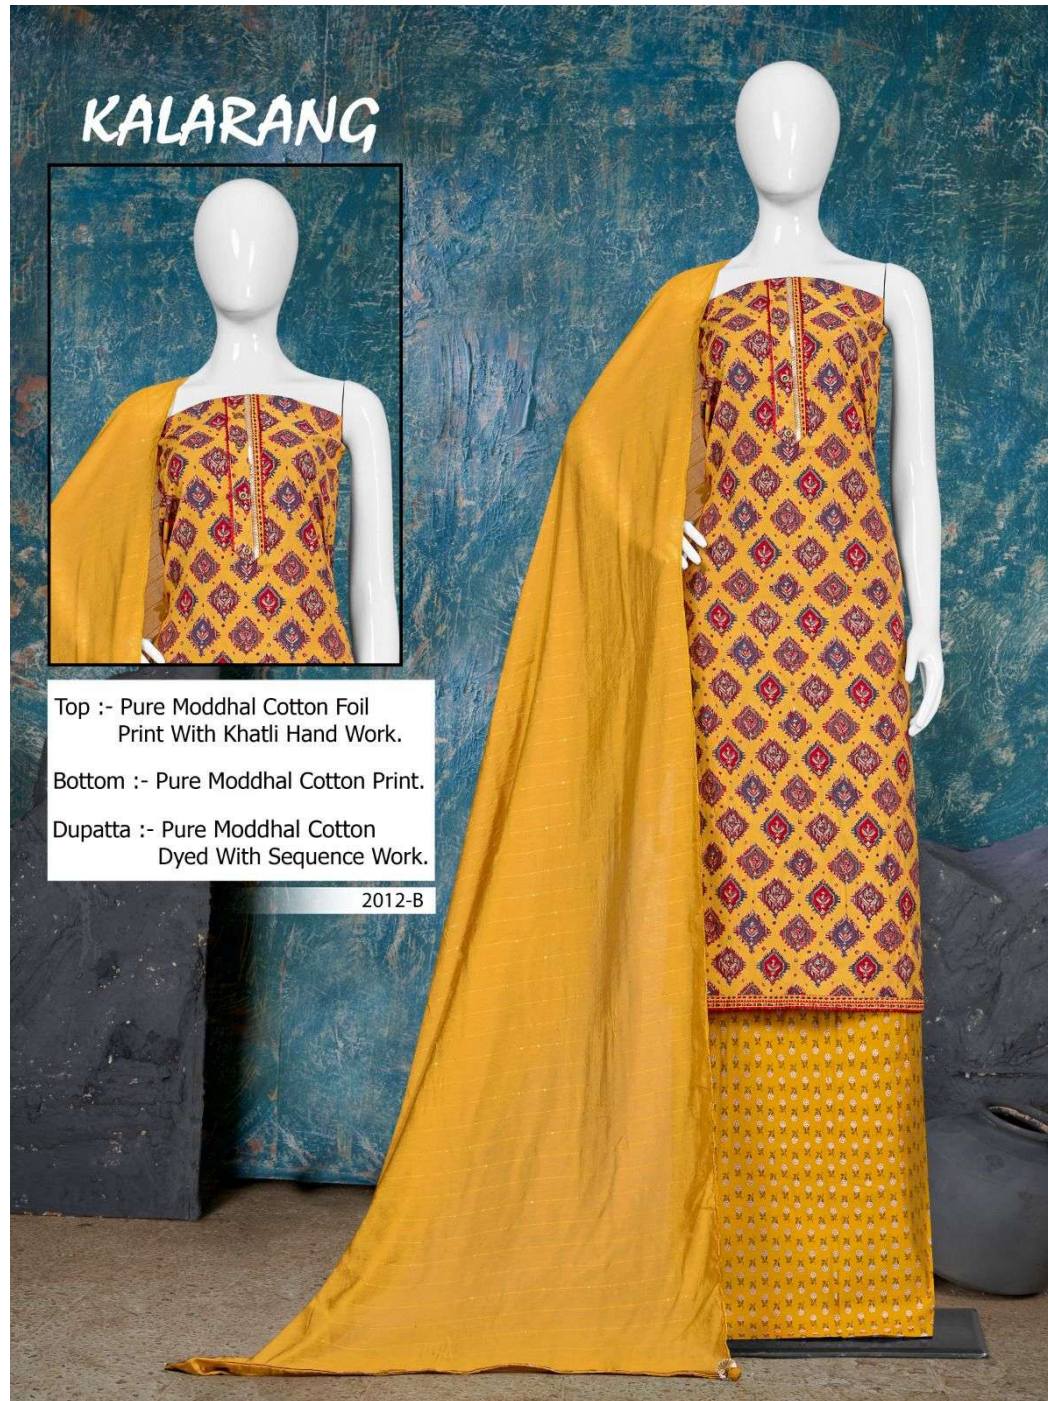 KALARANG
Top :- Pure Moddhal Cotton Foil
Print With Khatli Hand Work.
Bottom :- Pure Moddhal Cotton Print.
Dupatta :- Pure Moddhal Cotton
Dyed With Sequence Work.
2012-B